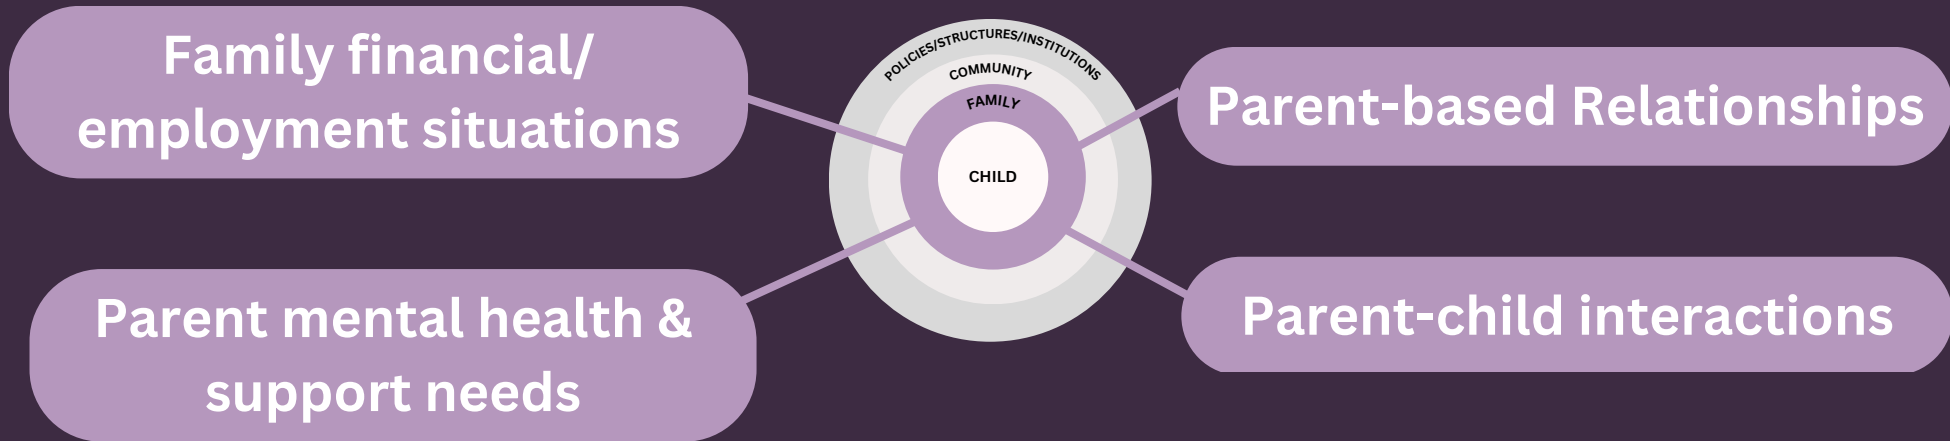 Family financial/
employment situations
Parent mental health &
support needs
POLICIES/STRUCTURES/INSTITUTIONS
COMMUNITY
FAMILY
CHILD
Parent-based Relationships
Parent-child interactions